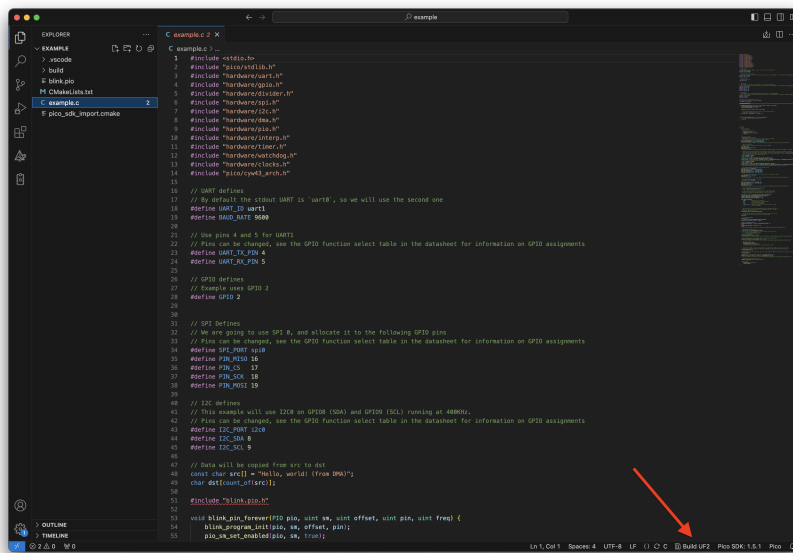 example
EXPLORER
EXAMPLE
.vscode
build
blink.pio
M CMakeLists.txt
C example.c 2
pico_sdk_import.cmake
OUTLINE
TIMELINE
C example.c 2 ×
C example.c > ...
1 #include <stdio.h>
2 #include "pico/stdlib.h"
3 #include "hardware/uart.h"
4 #include "hardware/gpio.h"
5 #include "hardware/divider.h"
6 #include "hardware/spi.h"
7 #include "hardware/i2c.h"
8 #include "hardware/dma.h"
9 #include "hardware/pio.h"
10 #include "hardware/interp.h"
11 #include "hardware/timer.h"
12 #include "hardware/watchdog.h"
13 #include "hardware/clocks.h"
14 #include "pico/cyw43_arch.h"
15
16 // UART defines
17 // By default the stdout UART is `uart0`, so we will use the second one
18 #define UART_ID uart1
19 #define BAUD_RATE 9600
20
21 // Use pins 4 and 5 for UART1
22 // Pins can be changed, see the GPIO function select table in the datasheet for information on GPIO assignments
23 #define UART_TX_PIN 4
24 #define UART_RX_PIN 5
25
26 // GPIO defines
27 // Example uses GPIO 2
28 #define GPIO 2
29
30
31 // SPI Defines
32 // We are going to use SPI 0, and allocate it to the following GPIO pins
33 // Pins can be changed, see the GPIO function select table in the datasheet for information on GPIO assignments
34 #define SPI_PORT spi0
35 #define PIN_MISO 16
36 #define PIN_CS   17
37 #define PIN_SCK  18
38 #define PIN_MOSI 19
39
40 // I2C defines
41 // This example will use I2C0 on GPIO8 (SDA) and GPIO9 (SCL) running at 400KHz.
42 // Pins can be changed, see the GPIO function select table in the datasheet for information on GPIO assignments
43 #define I2C_PORT i2c0
44 #define I2C_SDA 8
45 #define I2C_SCL 9
46
47 // Data will be copied from src to dst
48 const char src[] = "Hello, world! (from DMA)";
49 char dst[count_of(src)];
50
51 #include "blink.pio.h"
52
53 void blink_pin_forever(PIO pio, uint sm, uint offset, uint pin, uint freq) {
54     blink_program_init(pio, sm, offset, pin);
55     pio_sm_set_enabled(pio, sm, true);
2 0 0 Ln 1, Col 1 Spaces: 4 UTF-8 LF {} C Build UF2 Pico SDK: 1.5.1 Pico